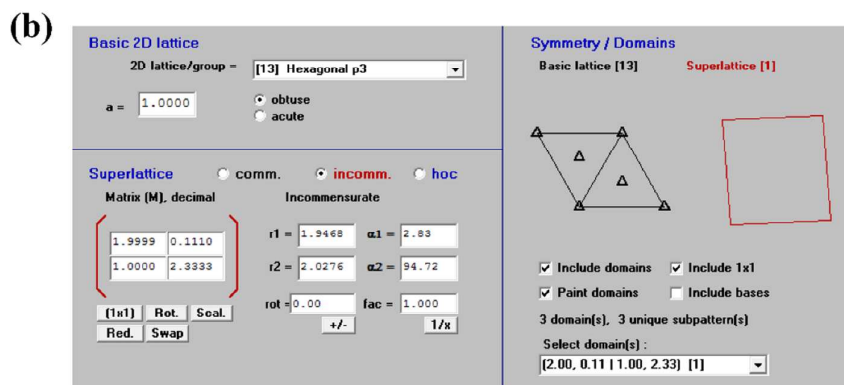 (b)
Basic 2D lattice
2D lattice/group = [13] Hexagonal p3
a = 1.0000
obtuse
acute
Superlattice comm. incomm. hoc
Matrix (M), decimal Incommensurate
1.9999 0.1110
1.0000 2.3333
r1 = 1.9468 α1 = 2.83
r2 = 2.0276 α2 = 94.72
rot = 0.00 fac = 1.000
(1x1) Rot. Scal.
Red. Swap
+/- 1/x
Symmetry / Domains
Basic lattice [13] Superlattice [1]
Include domains Include 1x1
Paint domains Include bases
3 domain(s), 3 unique subpattern(s)
Select domain(s) :
(2.00, 0.11 | 1.00, 2.33) [1]